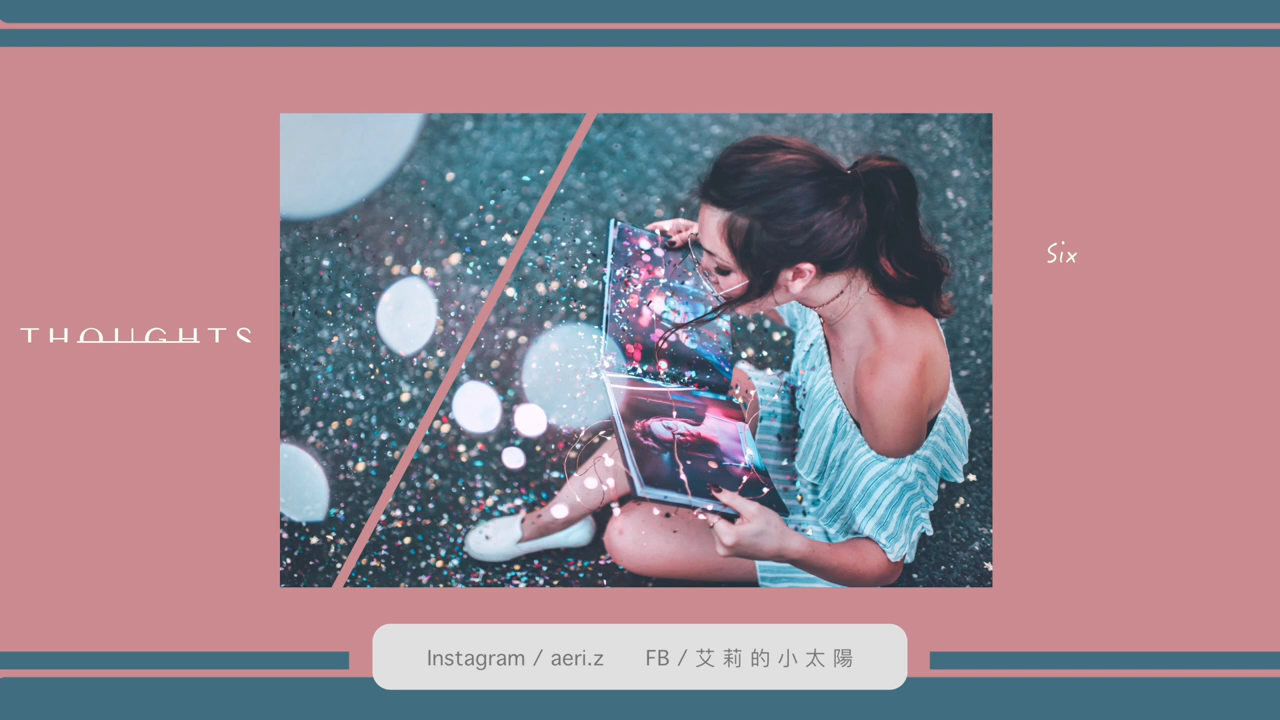 THOUGHTS
Six
Instagram / aeri.z FB / 艾莉的小太陽